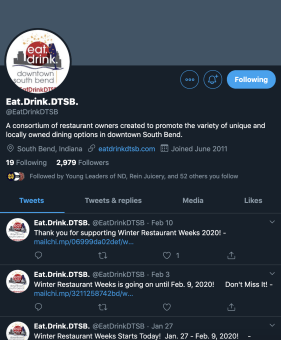 eat.
drink.
downtown
south bend
EatDrinkDTSB
Following
Eat.Drink.DTSB.
@EatDrinkDTSB
A consortium of restaurant owners created to promote the variety of unique and
locally owned dining options in downtown South Bend.
South Bend, Indiana eatdrinkdtsb.com Joined June 2011
19 Following 2,979 Followers
Followed by Young Leaders of ND, Rein Juicery, and 52 others you follow
Tweets Tweets & replies Media Likes
Eat.Drink.DTSB. @EatDrinkDTSB · Feb 10
Thank you for supporting Winter Restaurant Weeks 2020! -
mailchi.mp/06999da02def/w...
1
Eat.Drink.DTSB. @EatDrinkDTSB · Feb 3
Winter Restaurant Weeks is going on until Feb. 9, 2020! Don't Miss It! -
mailchi.mp/3211258742bd/w...
Eat.Drink.DTSB. @EatDrinkDTSB · Jan 27
Winter Restaurant Weeks Starts Today! Jan. 27 - Feb. 9, 2020! -